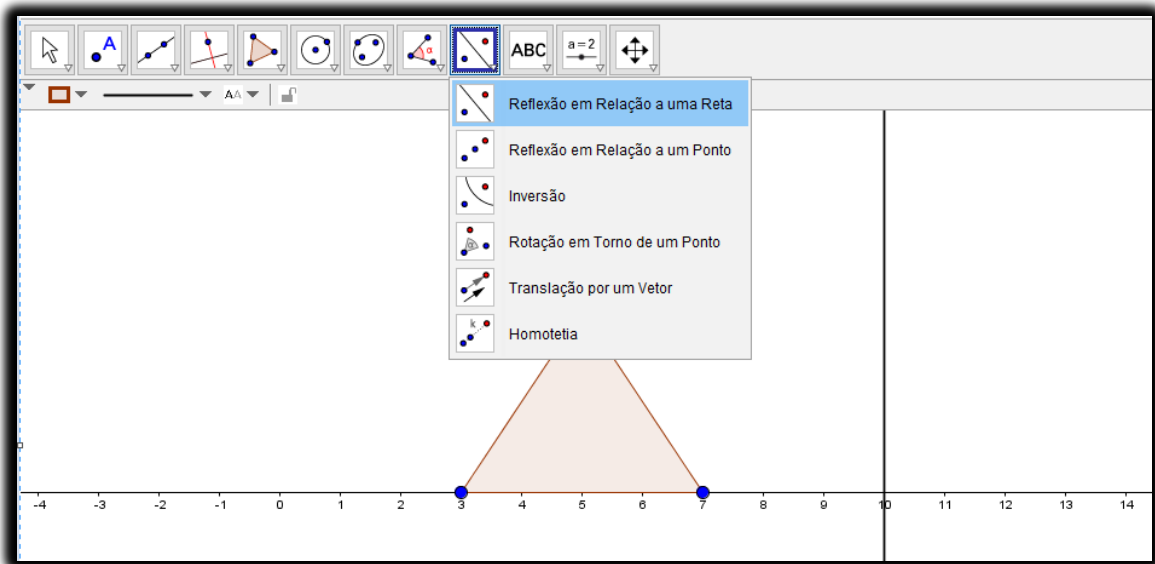 A
α
ABC
a=2
AA
Reflexão em Relação a uma Reta
Reflexão em Relação a um Ponto
Inversão
α
Rotação em Torno de um Ponto
Translação por um Vetor
k
Homotetia
-4 -3 -2 -1 0 1 2 3 4 5 6 7 8 9 10 11 12 13 14